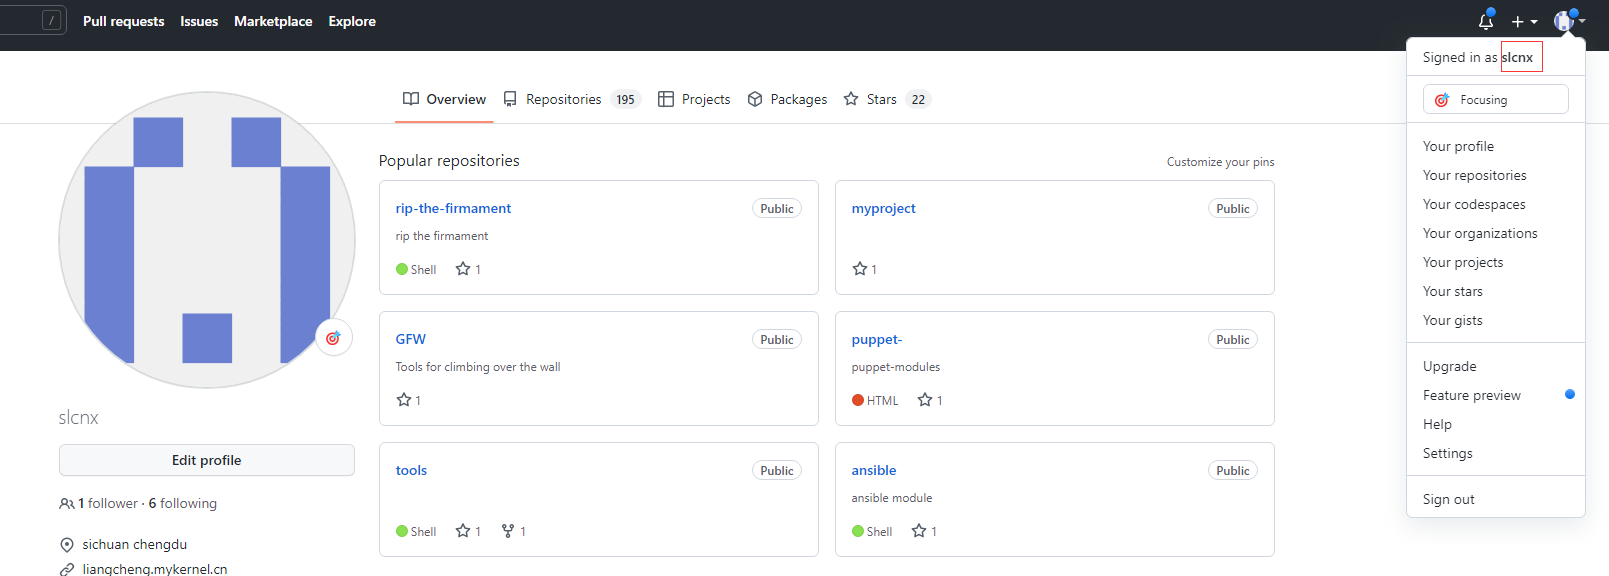 / Pull requests Issues Marketplace Explore
Signed in as slcnx
Focusing
Your profile
Your repositories
Your codespaces
Your organizations
Your projects
Your stars
Your gists
Upgrade
Feature preview
Help
Settings
Sign out
Overview Repositories 195 Projects Packages Stars 22
slcnx
Edit profile
1 follower · 6 following
sichuan chengdu
liangcheng.mykernel.cn
Popular repositories Customize your pins
rip-the-firmament Public
rip the firmament
Shell 1
myproject Public
1
GFW Public
Tools for climbing over the wall
1
puppet- Public
puppet-modules
HTML 1
tools Public
Shell 1 1
ansible Public
ansible module
Shell 1